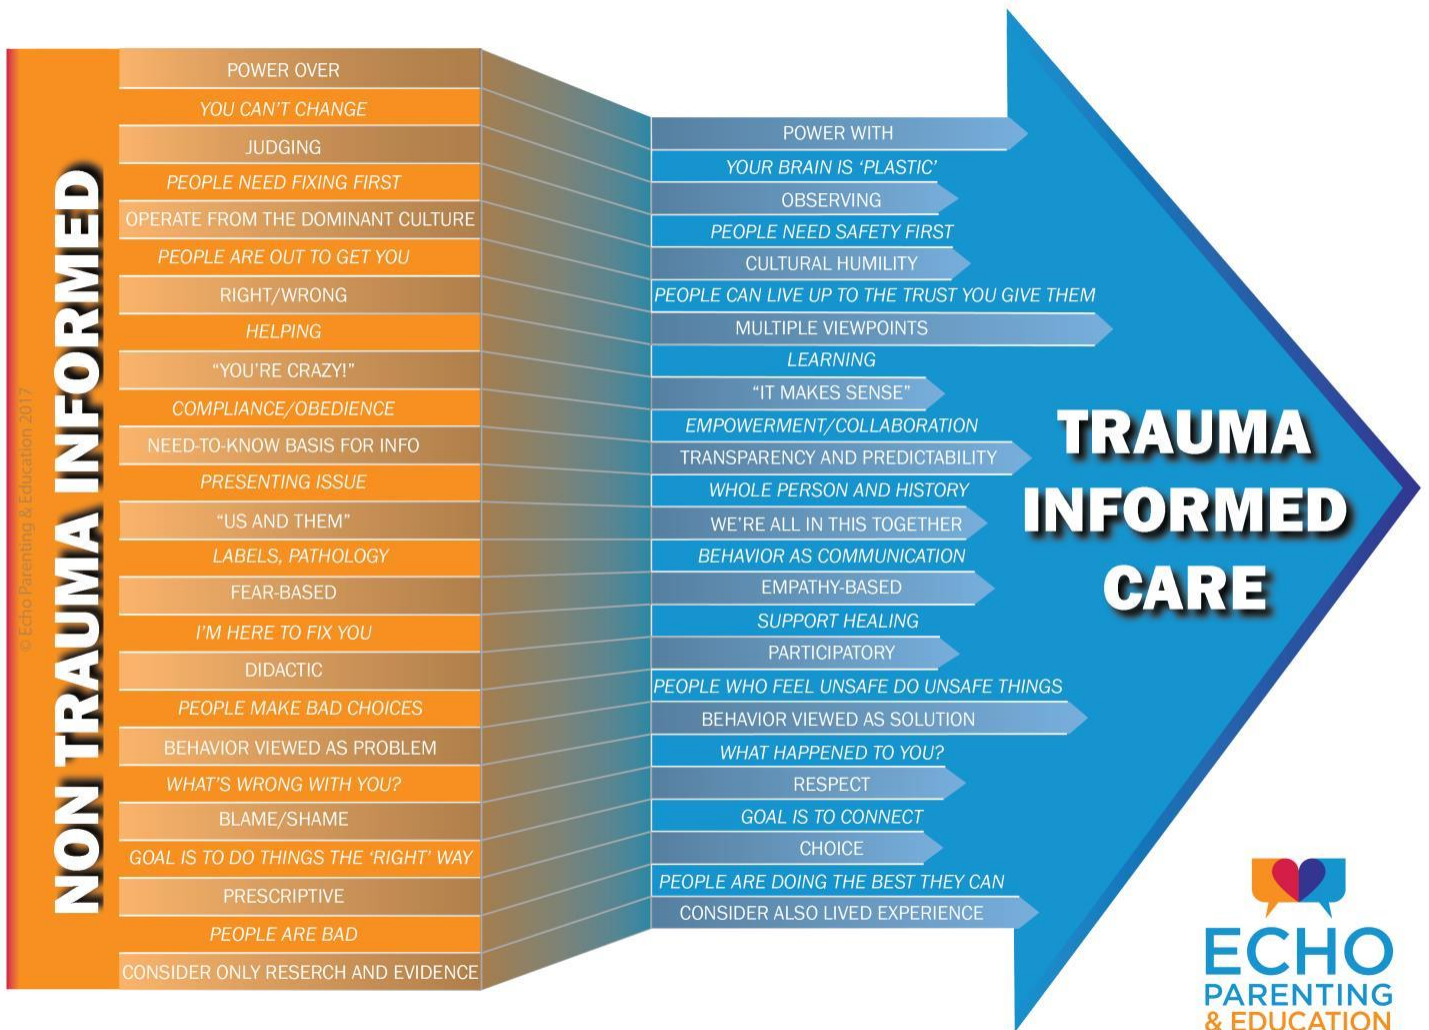 © Echo Parenting & Education 2017
NON TRAUMA INFORMED
POWER OVER
YOU CAN'T CHANGE
JUDGING
PEOPLE NEED FIXING FIRST
OPERATE FROM THE DOMINANT CULTURE
PEOPLE ARE OUT TO GET YOU
RIGHT/WRONG
HELPING
“YOU'RE CRAZY!”
COMPLIANCE/OBEDIENCE
NEED-TO-KNOW BASIS FOR INFO
PRESENTING ISSUE
“US AND THEM”
LABELS, PATHOLOGY
FEAR-BASED
I'M HERE TO FIX YOU
DIDACTIC
PEOPLE MAKE BAD CHOICES
BEHAVIOR VIEWED AS PROBLEM
WHAT'S WRONG WITH YOU?
BLAME/SHAME
GOAL IS TO DO THINGS THE ‘RIGHT’ WAY
PRESCRIPTIVE
PEOPLE ARE BAD
CONSIDER ONLY RESERCH AND EVIDENCE
POWER WITH
YOUR BRAIN IS ‘PLASTIC’
OBSERVING
PEOPLE NEED SAFETY FIRST
CULTURAL HUMILITY
PEOPLE CAN LIVE UP TO THE TRUST YOU GIVE THEM
MULTIPLE VIEWPOINTS
LEARNING
“IT MAKES SENSE”
EMPOWERMENT/COLLABORATION
TRANSPARENCY AND PREDICTABILITY
WHOLE PERSON AND HISTORY
WE'RE ALL IN THIS TOGETHER
BEHAVIOR AS COMMUNICATION
EMPATHY-BASED
SUPPORT HEALING
PARTICIPATORY
PEOPLE WHO FEEL UNSAFE DO UNSAFE THINGS
BEHAVIOR VIEWED AS SOLUTION
WHAT HAPPENED TO YOU?
RESPECT
GOAL IS TO CONNECT
CHOICE
PEOPLE ARE DOING THE BEST THEY CAN
CONSIDER ALSO LIVED EXPERIENCE
TRAUMA
INFORMED
CARE
ECHO
PARENTING
& EDUCATION